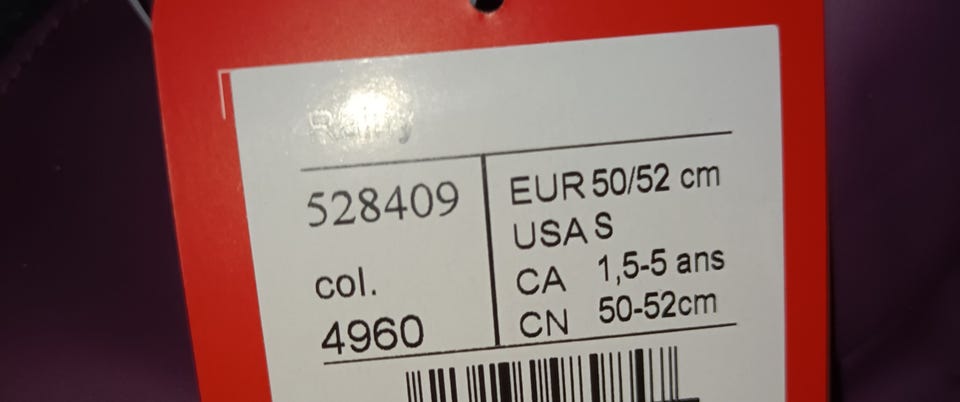 528409
col.
4960
EUR 50/52 cm
USA S
CA 1,5-5 ans
CN 50-52cm